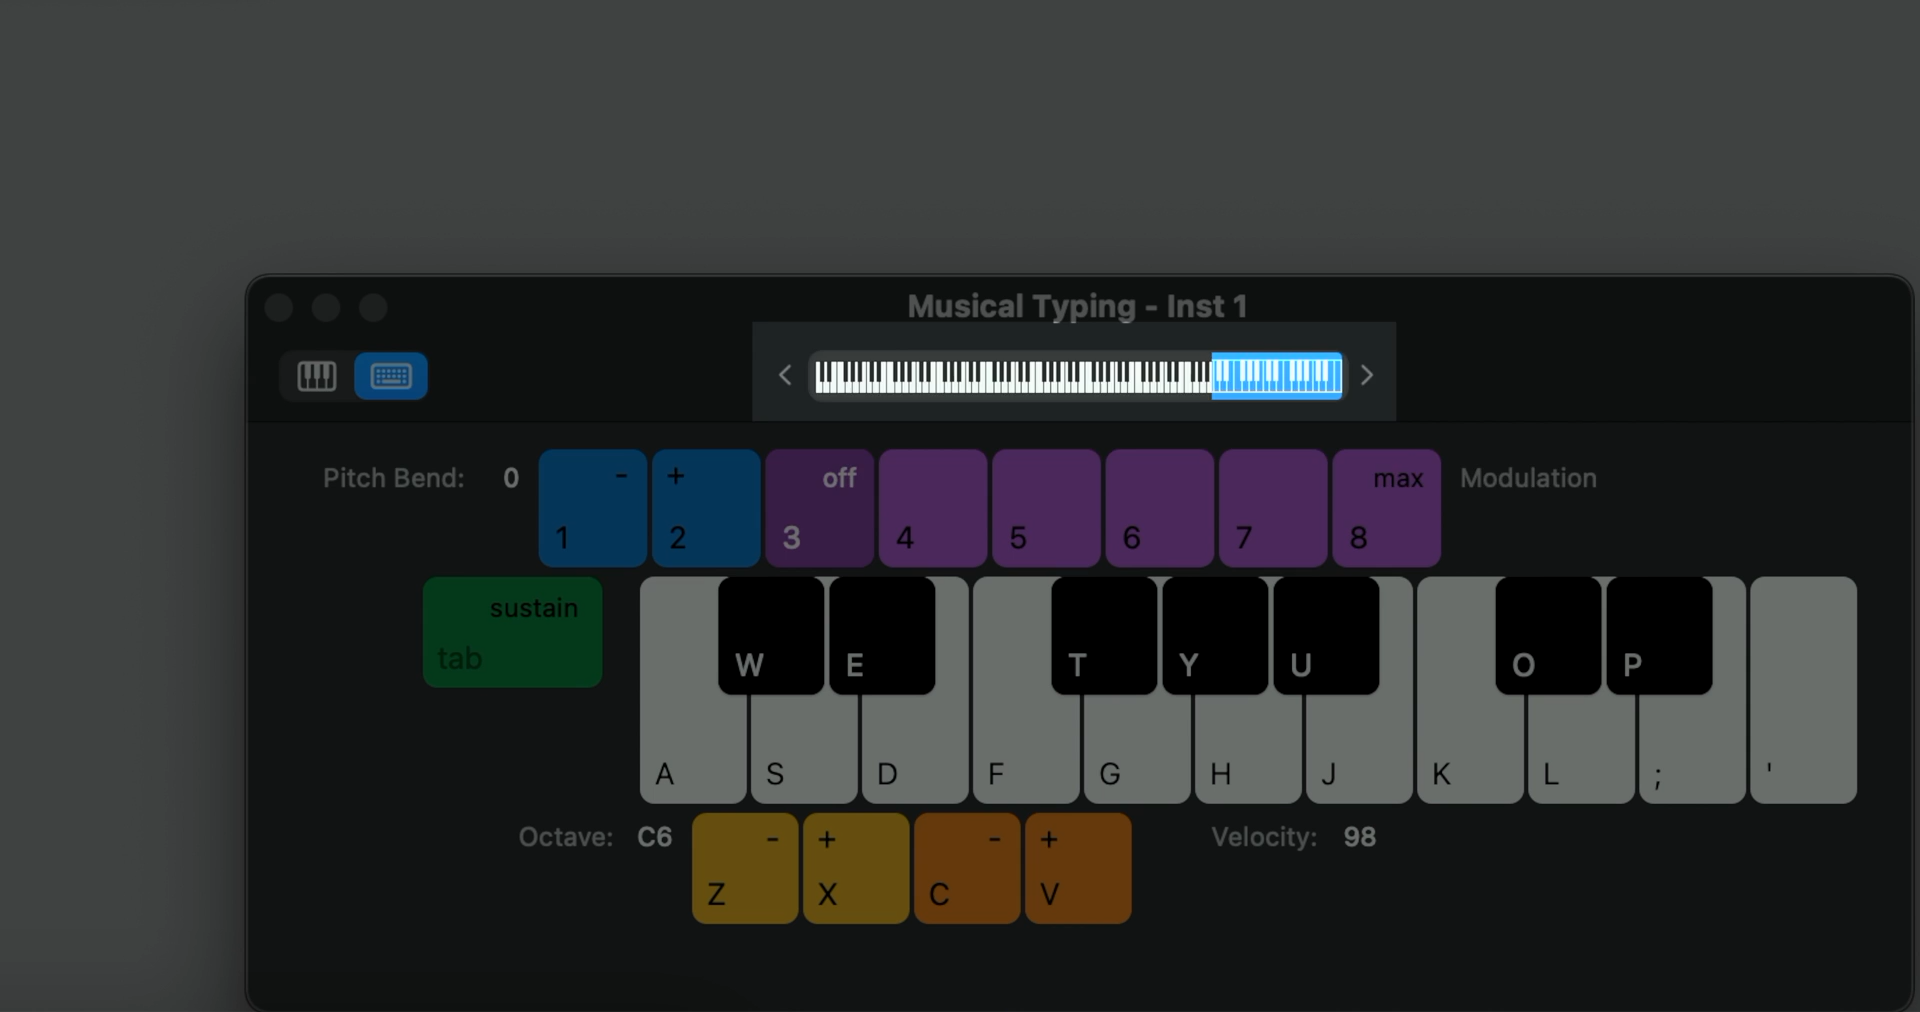 Musical Typing - Inst 1
< >
Pitch Bend: 0 - + off max Modulation
1 2 3 4 5 6 7 8
sustain
tab
W E T Y U O P
A S D F G H J K L ; '
Octave: C6 - + - + Velocity: 98
Z X C V